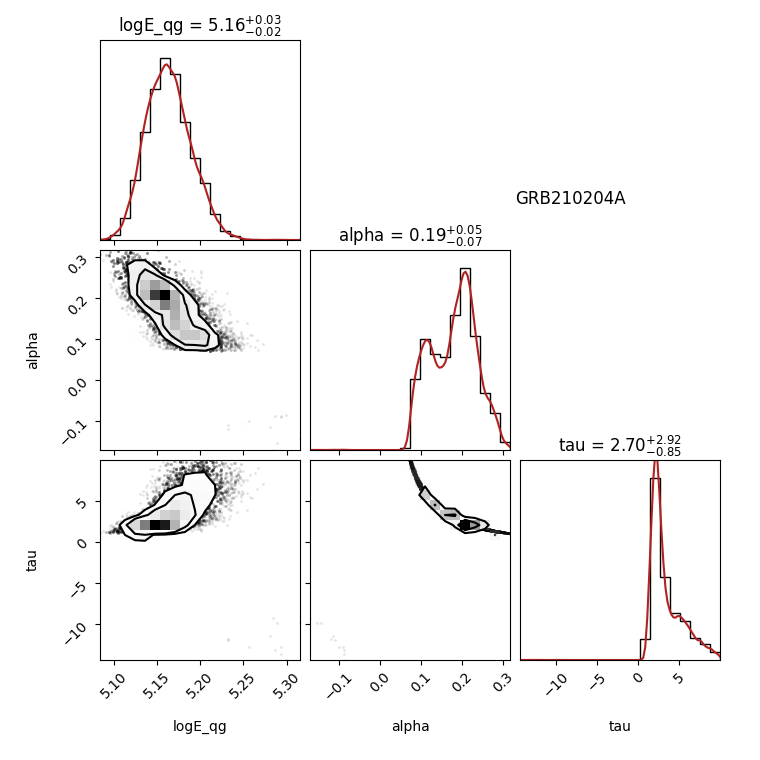 logE_qg = 5.16+0.03−0.02
GRB210204A
alpha = 0.19+0.05−0.07
0.3
0.2
0.1
0.0
−0.1
alpha
tau = 2.70+2.92−0.85
5
0
−5
−10
tau
5.10 5.15 5.20 5.25 5.30 −0.1 0.0 0.1 0.2 0.3 −10 −5 0 5
logE_qg alpha tau